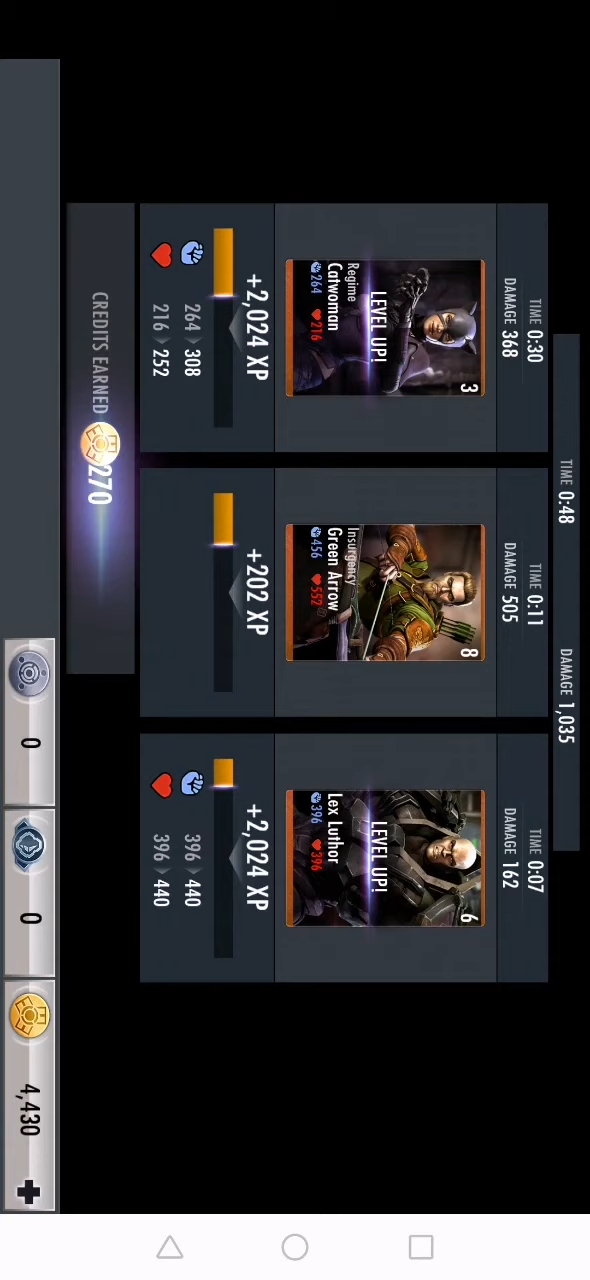 TIME 0:48 DAMAGE 1,035
TIME 0:30
DAMAGE 368
3
LEVEL UP!
Regime
Catwoman
264 216
+2,024 XP
264 308
216 252
TIME 0:11
DAMAGE 505
8
Insurgency
Green Arrow
456 552
+202 XP
TIME 0:07
DAMAGE 162
6
LEVEL UP!
Lex Luthor
396 396
+2,024 XP
396 440
396 440
CREDITS EARNED 270
0 0 4,430